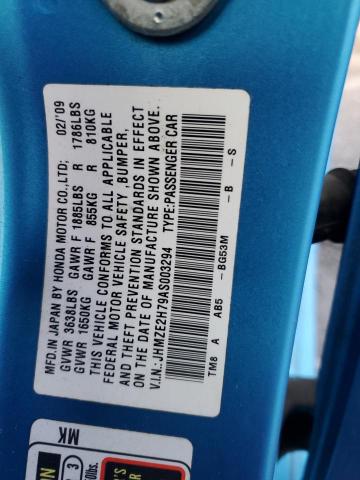 MFD.IN JAPAN BY HONDA MOTOR CO.,LTD; 02/'09
GVWR 3638LBS GAWR F 1885LBS R 1786LBS
GVWR 1650KG GAWR F 855KG R 810KG
THIS VEHICLE CONFORMS TO ALL APPLICABLE
FEDERAL MOTOR VEHICLE SAFETY ,BUMPER,
AND THEFT PREVENTION STANDARDS IN EFFECT
ON THE DATE OF MANUFACTURE SHOWN ABOVE.
V.I.N.: JHMZE2H79AS003294 TYPE:PASSENGER CAR
TM8 A AB5 -BG53M -B -S
MK
3